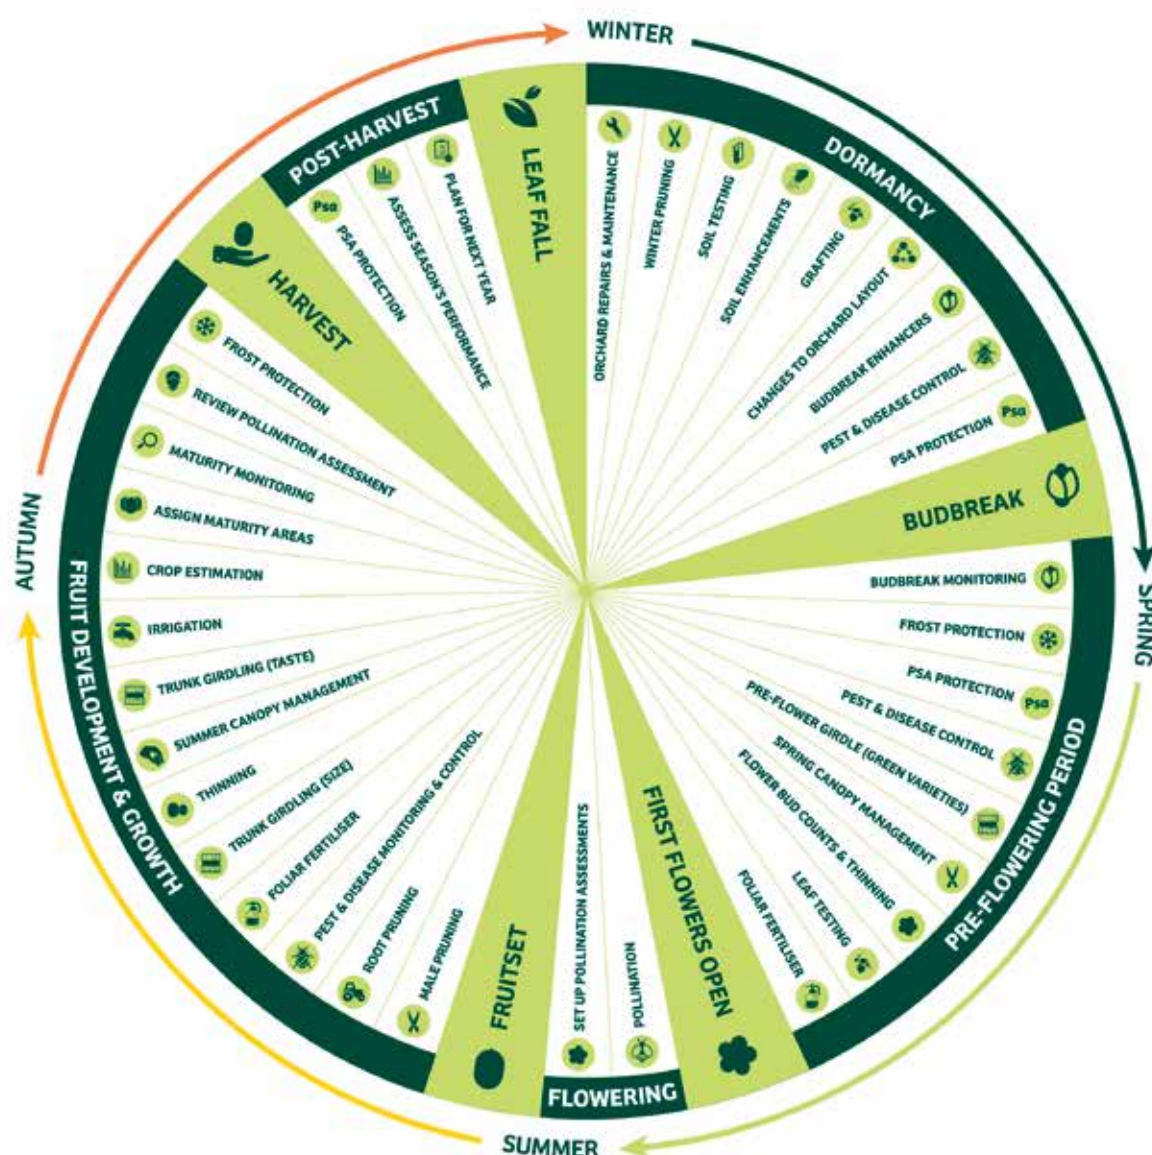 WINTER
DORMANCY
ORCHARD REPAIRS & MAINTENANCE
WINTER PRUNING
SOIL TESTING
SOIL ENHANCEMENTS
GRAFTING
CHANGES TO ORCHARD LAYOUT
BUDBREAK ENHANCERS
PEST & DISEASE CONTROL
PSA PROTECTION
Psa
BUDBREAK
SPRING
PRE-FLOWERING PERIOD
BUDBREAK MONITORING
FROST PROTECTION
PSA PROTECTION
Psa
PEST & DISEASE CONTROL
PRE-FLOWER GIRDLE (GREEN VARIETIES)
SPRING CANOPY MANAGEMENT
FLOWER BUD COUNTS & THINNING
LEAF TESTING
FOLIAR FERTILISER
FIRST FLOWERS OPEN
FLOWERING
POLLINATION
SET UP POLLINATION ASSESSMENTS
SUMMER
FRUITSET
FRUIT DEVELOPMENT & GROWTH
MALE PRUNING
ROOT PRUNING
PEST & DISEASE MONITORING & CONTROL
FOLIAR FERTILISER
TRUNK GIRDLING (SIZE)
THINNING
SUMMER CANOPY MANAGEMENT
TRUNK GIRDLING (TASTE)
IRRIGATION
CROP ESTIMATION
ASSIGN MATURITY AREAS
MATURITY MONITORING
REVIEW POLLINATION ASSESSMENT
FROST PROTECTION
AUTUMN
HARVEST
POST-HARVEST
Psa
PSA PROTECTION
ASSESS SEASON'S PERFORMANCE
PLAN FOR NEXT YEAR
LEAF FALL